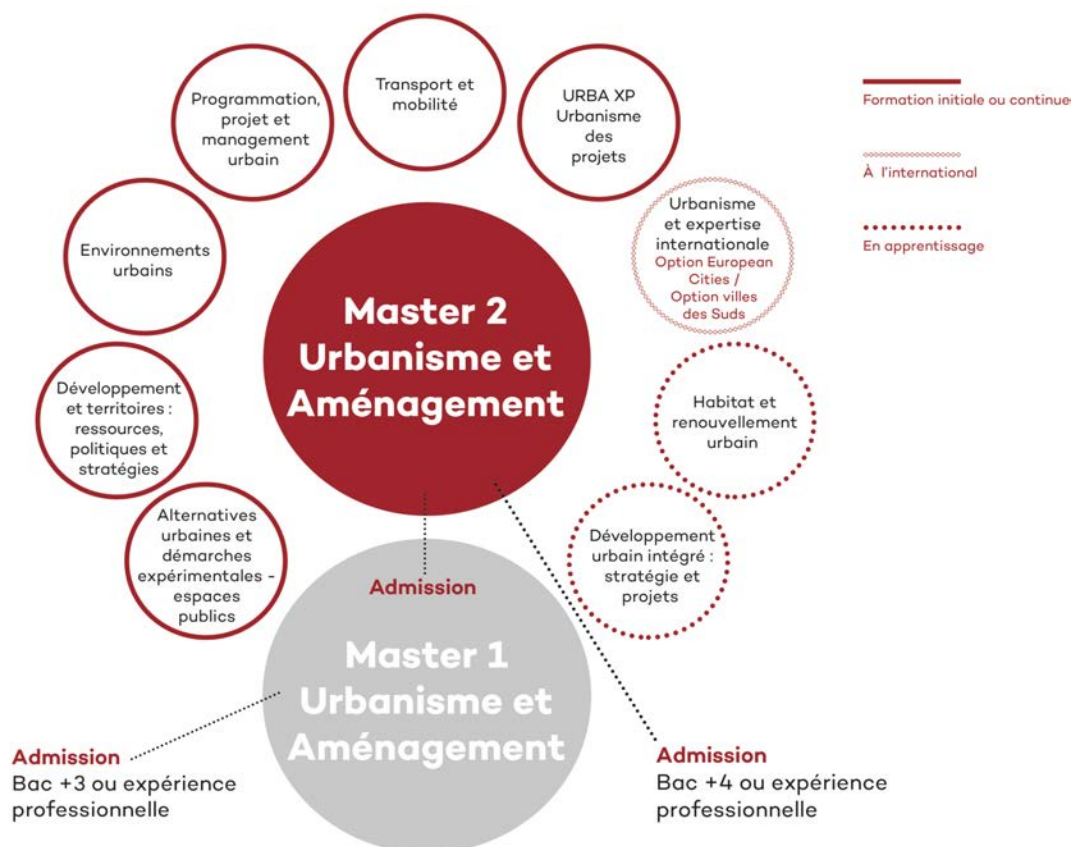 Transport et
mobilité
Programmation,
projet et
management
urbain
URBA XP
Urbanisme
des
projets
Formation initiale ou continue
À l'international
En apprentissage
Urbanisme
et expertise
internationale
Option European
Cities /
Option villes
des Suds
Environnements
urbains
Master 2
Urbanisme et
Aménagement
Développement
et territoires :
ressources,
politiques et
stratégies
Habitat et
renouvellement
urbain
Alternatives
urbaines et
démarches
expérimentales -
espaces
publics
Développement
urbain intégré :
stratégie et
projets
Admission
Master 1
Urbanisme et
Aménagement
Admission
Bac +3 ou expérience
professionnelle
Admission
Bac +4 ou expérience
professionnelle